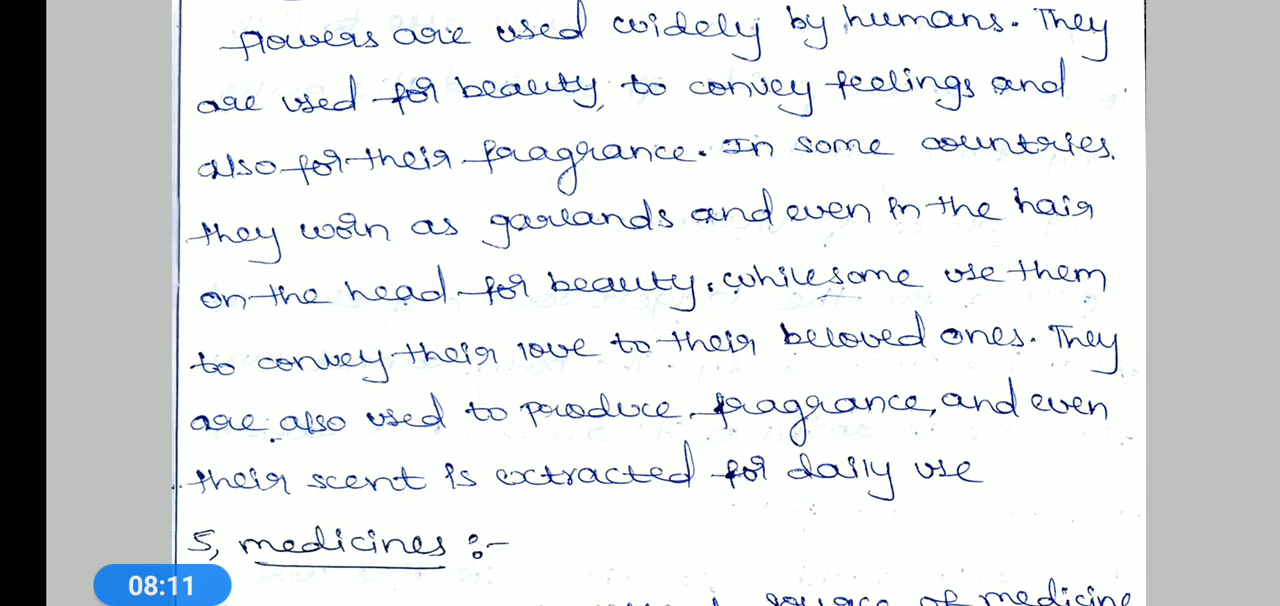 flowers are used widely by humans. They
are used for beauty, to convey feelings and
also for their fragrance. In some countries.
they worn as garlands and even in the hair
on the head for beauty. while some use them
to convey their love to their beloved ones. They
are also used to produce fragrance, and even
their scent is extracted for daily use
5, medicines :-
source of medicine
08:11